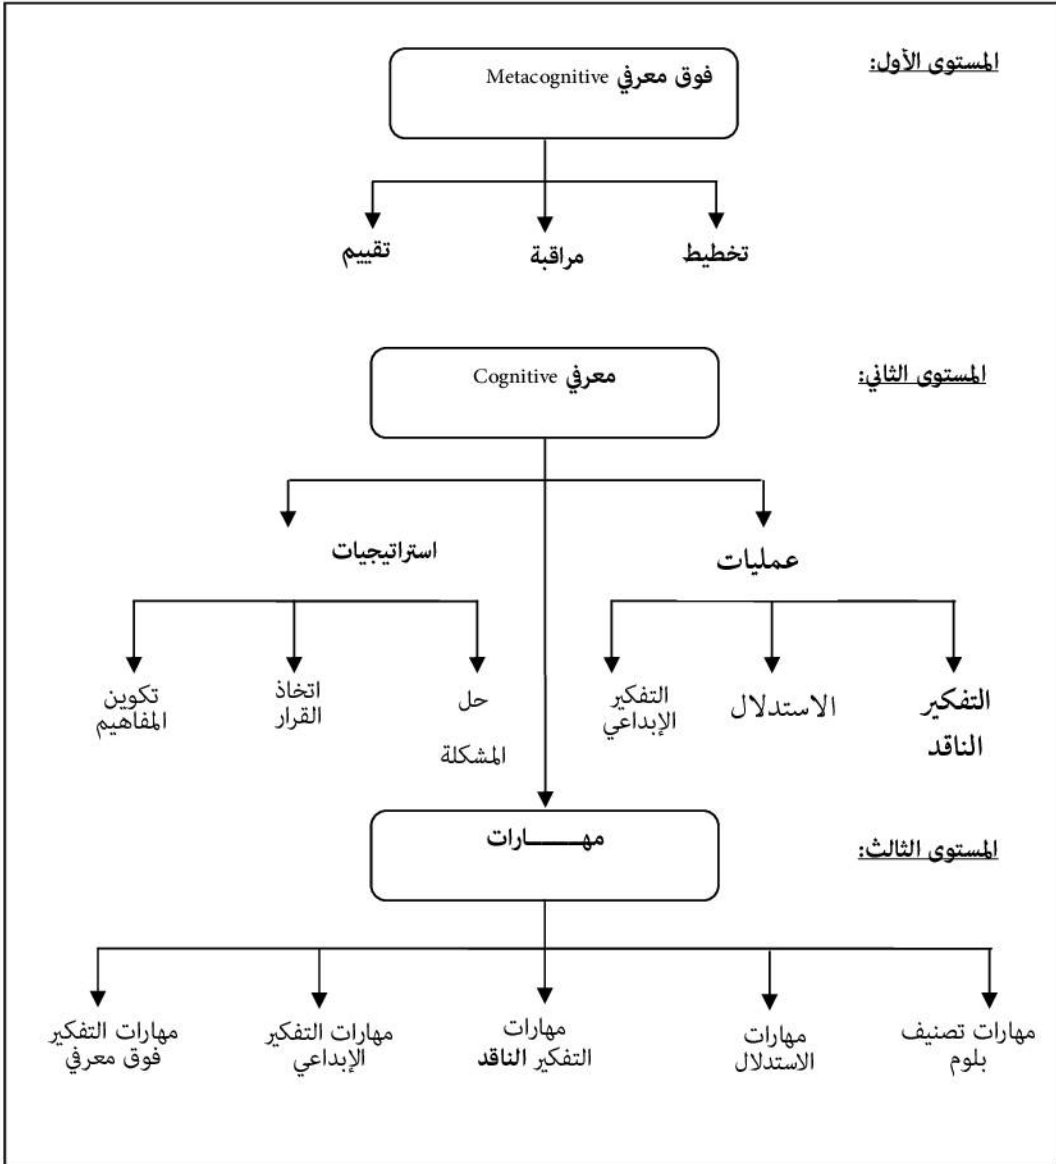 المستوى الأول:
فوق معرفي Metacognitive
تخطيط
مراقبة
تقييم
المستوى الثاني:
معرفي Cognitive
عمليات
استراتيجيات
التفكير
الناقد
الاستدلال
التفكير
الإبداعي
حل
المشكلة
اتخاذ
القرار
تكوين
المفاهيم
المستوى الثالث:
مهـــــارات
مهارات تصنيف
بلوم
مهارات
الاستدلال
مهارات
التفكير الناقد
مهارات التفكير
الإبداعي
مهارات التفكير
فوق معرفي